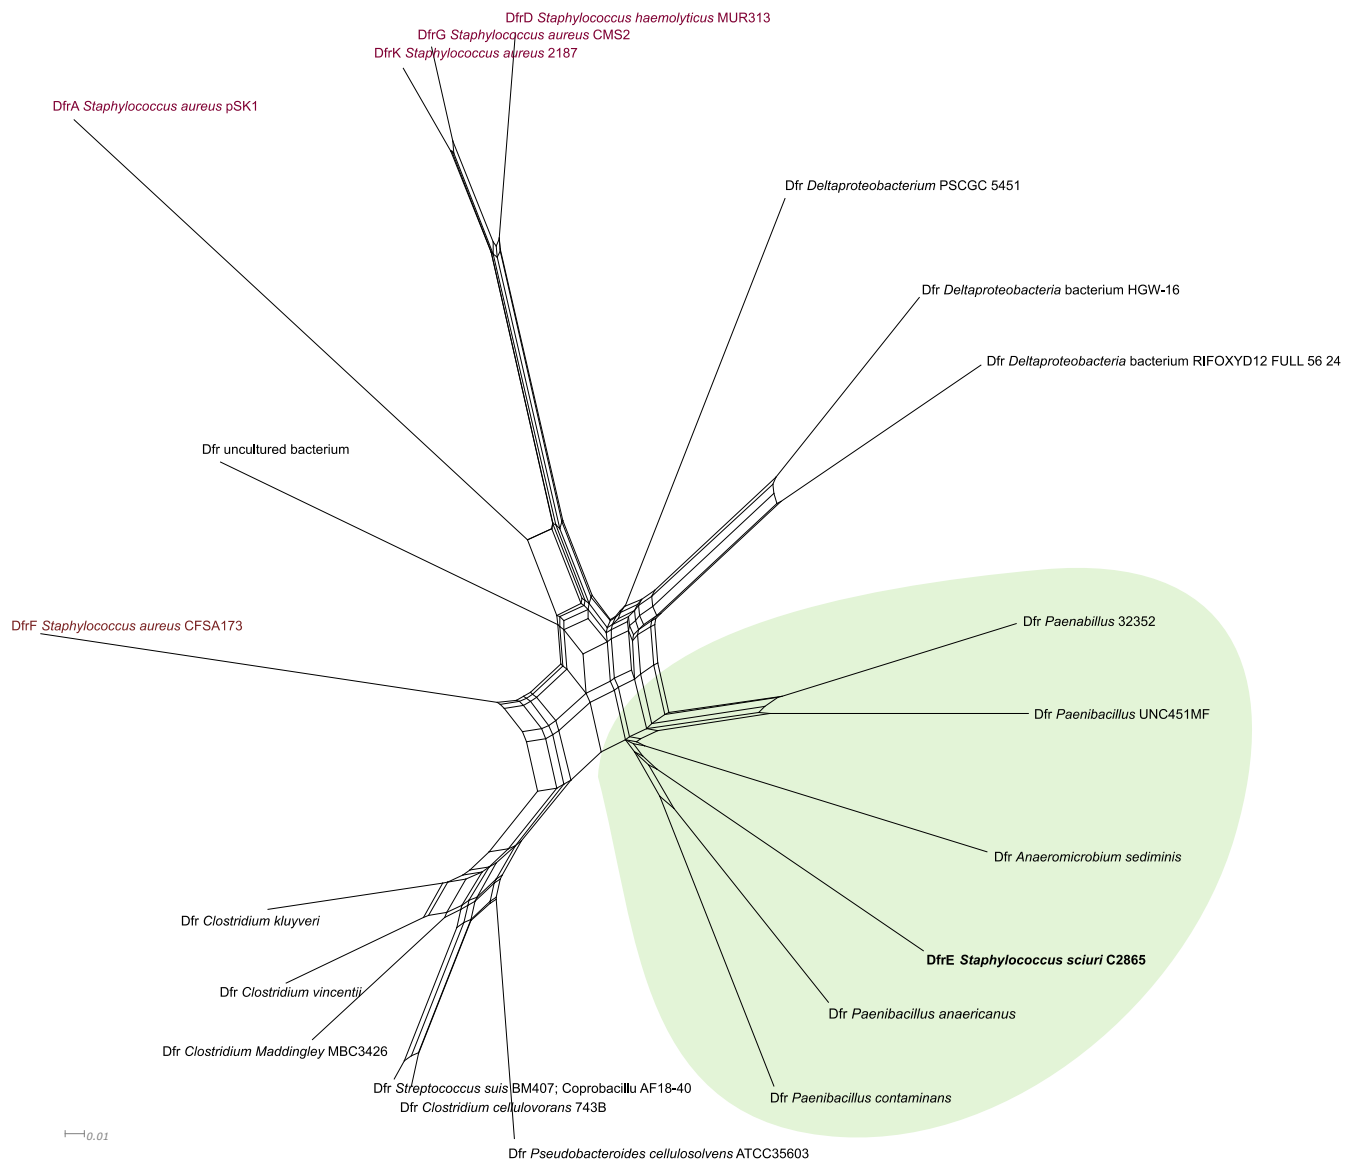 DfrD Staphylococcus haemolyticus MUR313
DfrG Staphylococcus aureus CMS2
DfrK Staphylococcus aureus 2187
DfrA Staphylococcus aureus pSK1
Dfr Deltaproteobacterium PSCGC 5451
Dfr Deltaproteobacteria bacterium HGW-16
Dfr Deltaproteobacteria bacterium RIFOXYD12 FULL 56 24
Dfr uncultured bacterium
DfrF Staphylococcus aureus CFSA173
Dfr Paenabillus 32352
Dfr Paenibacillus UNC451MF
Dfr Anaeromicrobium sediminis
Dfr Clostridium kluyveri
DfrE Staphylococcus sciuri C2865
Dfr Clostridium vincentii
Dfr Paenibacillus anaericanus
Dfr Clostridium Maddingley MBC3426
Dfr Streptococcus suis BM407; Coprobacillu AF18-40
Dfr Paenibacillus contaminans
Dfr Clostridium cellulovorans 743B
0.01
Dfr Pseudobacteroides cellulosolvens ATCC35603